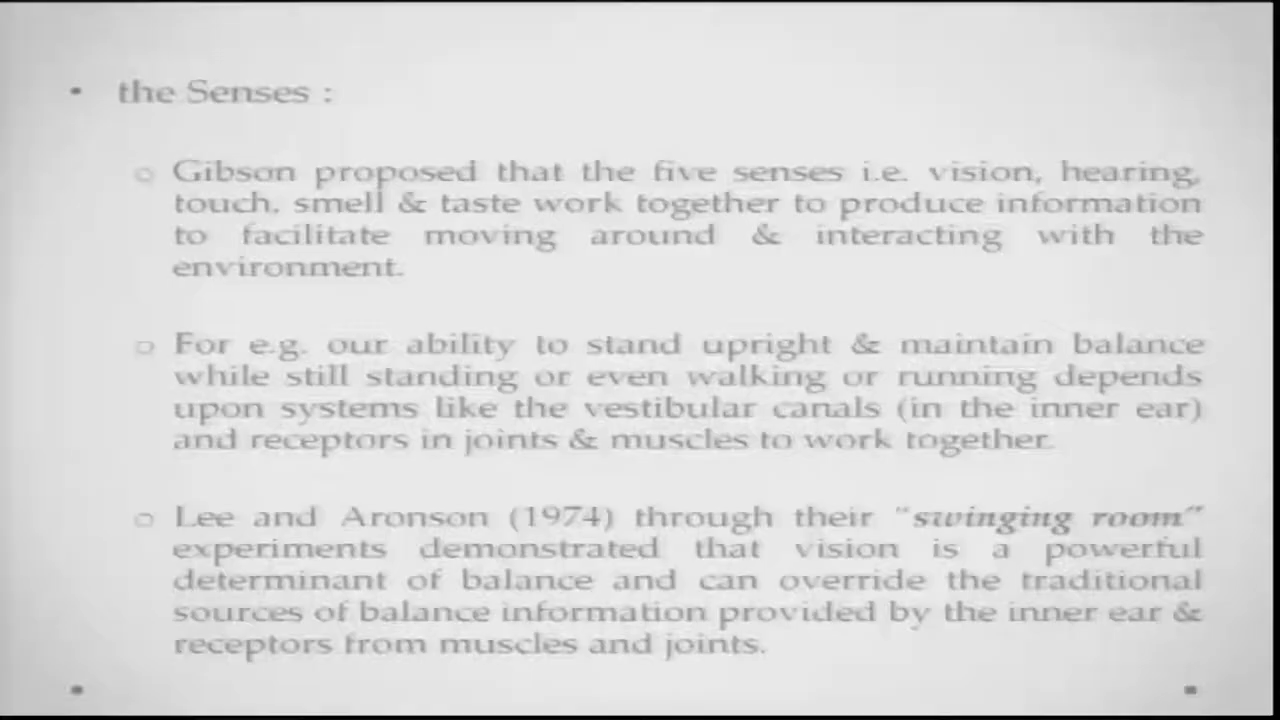 • the Senses :
o Gibson proposed that the five senses i.e. vision, hearing,
touch, smell & taste work together to produce information
to facilitate moving around & interacting with the
environment.
o For e.g. our ability to stand upright & maintain balance
while still standing or even walking or running depends
upon systems like the vestibular canals (in the inner ear)
and receptors in joints & muscles to work together.
o Lee and Aronson (1974) through their “swinging room”
experiments demonstrated that vision is a powerful
determinant of balance and can override the traditional
sources of balance information provided by the inner ear &
receptors from muscles and joints.